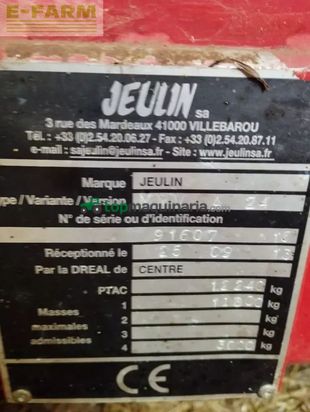 E-FARM
JEULIN sa
3 rue des Mardeaux 41000 VILLEBAROU
Tél. : +33 (0)2.54.20.06.27 - Fax : +33 (0)2.54.20.87.11
e-mail : sajeulin@jeulinsa.fr - Site : www.jeulinsa.fr
Marque JEULIN
ype / Variante / Version 24
topmaquinaria.com
N° de série ou d'identification
91607
Réceptionné le 05 09 13
Par la DREAL de CENTRE
PTAC kg
1 kg
Masses 2 kg
maximales 3 kg
admissibles 4 kg
CE